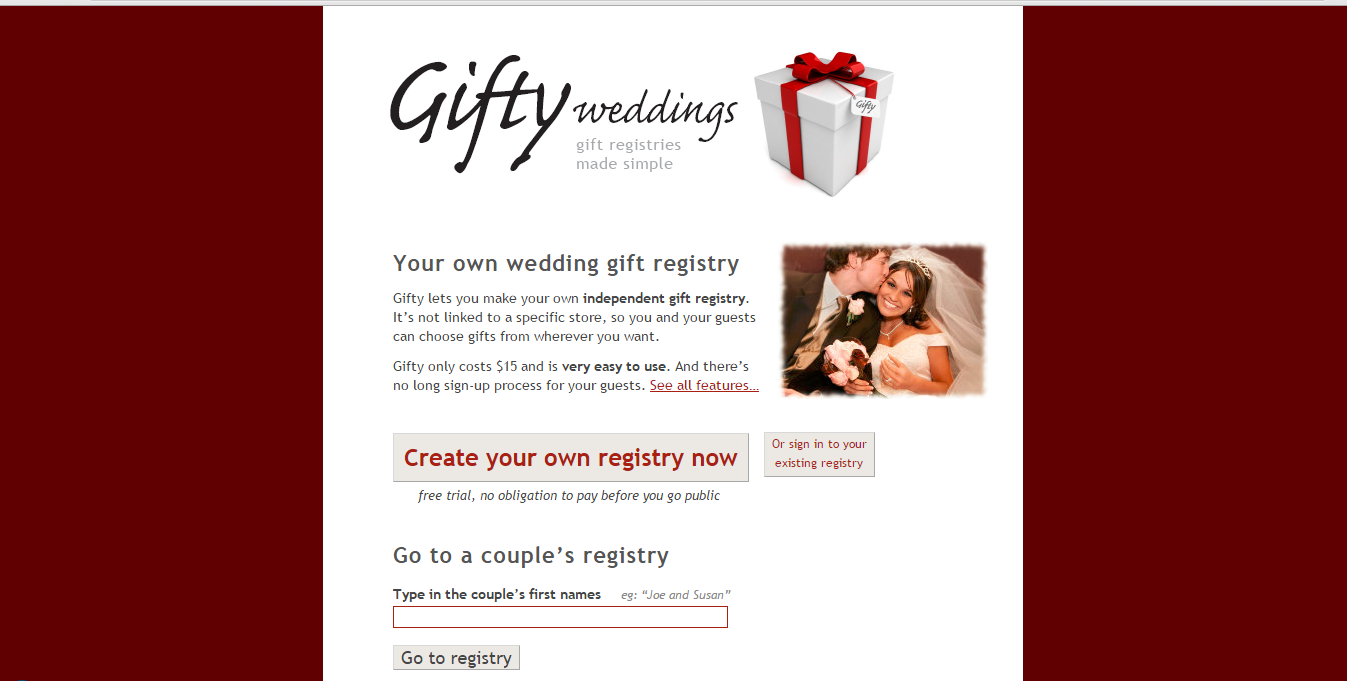 Gifty weddings
gift registries
made simple
Gifty
Your own wedding gift registry
Gifty lets you make your own independent gift registry.
It’s not linked to a specific store, so you and your guests
can choose gifts from wherever you want.
Gifty only costs $15 and is very easy to use. And there’s
no long sign-up process for your guests. See all features...
Create your own registry now
Or sign in to your
existing registry
free trial, no obligation to pay before you go public
Go to a couple’s registry
Type in the couple’s first names eg: “Joe and Susan”
Go to registry